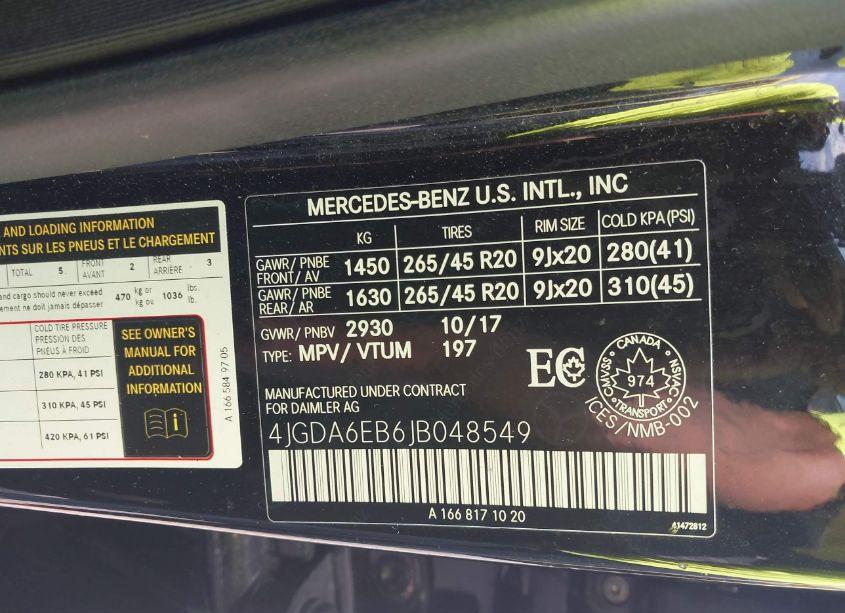 AND LOADING INFORMATION
NTS SUR LES PNEUS ET LE CHARGEMENT
TOTAL 5 FRONT AVANT 2 REAR ARRIÈRE 3
and cargo should never exceed 470 kg or kg ou 1036 lbs. lb.
ment ne doit jamais dépasser
COLD TIRE PRESSURE
PRESSION DES
PNEUS À FROID
280 KPA, 41 PSI
310 KPA, 45 PSI
420 KPA, 61 PSI
SEE OWNER'S
MANUAL FOR
ADDITIONAL
INFORMATION
A 166 584 97 05
MERCEDES-BENZ U.S. INTL., INC
KG TIRES RIM SIZE COLD KPA(PSI)
GAWR/ PNBE FRONT/ AV 1450 265/45 R20 9Jx20 280(41)
GAWR/ PNBE REAR/ AR 1630 265/45 R20 9Jx20 310(45)
GVWR/ PNBV 2930 10/17
TYPE: MPV/ VTUM 197
EC
CANADA
CMVSS NSVAC
974
TRANSPORT
ICES/NMB-002
MANUFACTURED UNDER CONTRACT
FOR DAIMLER AG
4JGDA6EB6JB048549
A 166 817 10 20
41472812